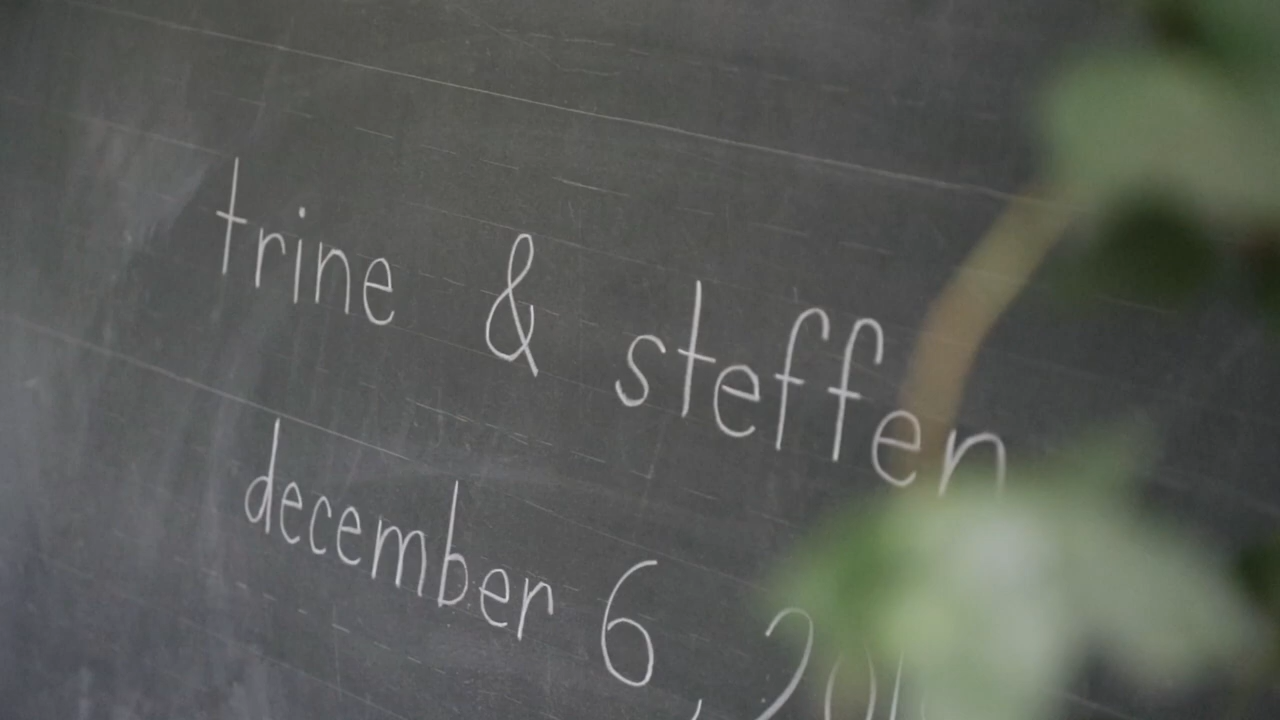 trine & steffen
december 6,